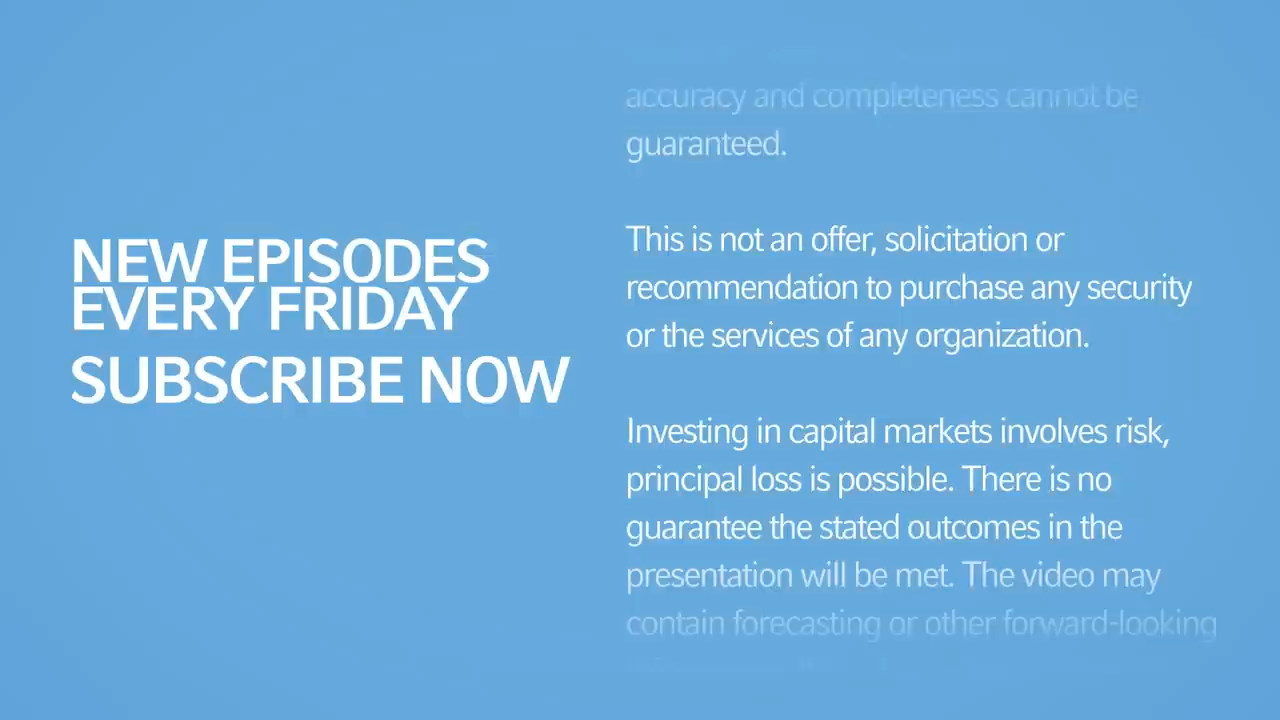 NEW EPISODES
EVERY FRIDAY
SUBSCRIBE NOW
accuracy and completeness cannot be
guaranteed.
This is not an offer, solicitation or
recommendation to purchase any security
or the services of any organization.
Investing in capital markets involves risk,
principal loss is possible. There is no
guarantee the stated outcomes in the
presentation will be met. The video may
contain forecasting or other forward-looking